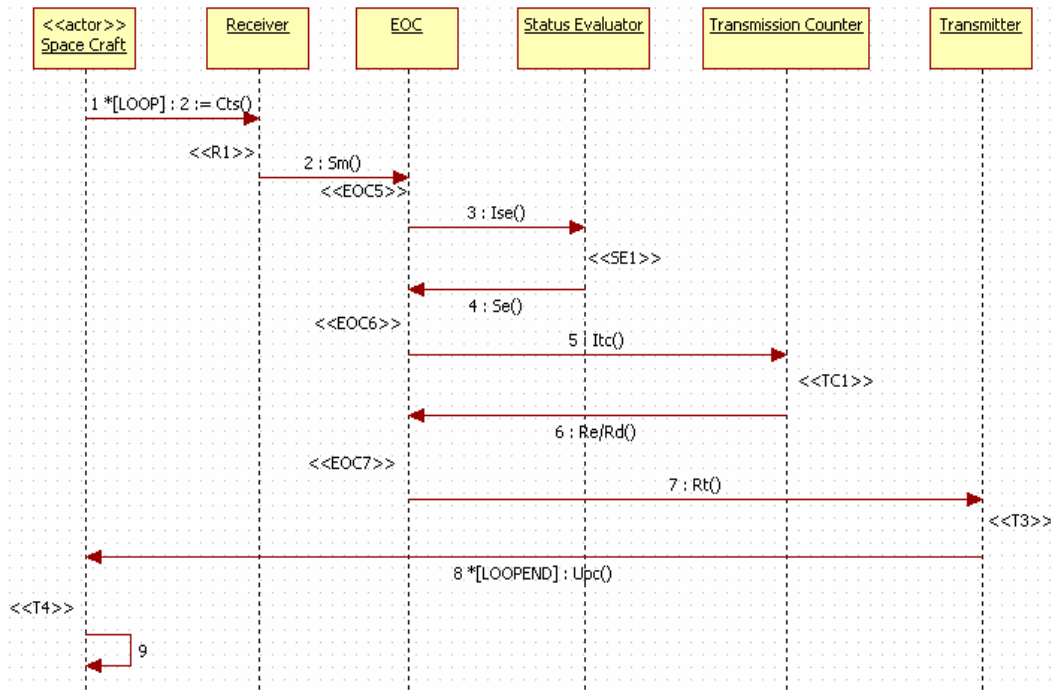 <<actor>>
Space Craft
Receiver
EOC
Status Evaluator
Transmission Counter
Transmitter
1 *[LOOP] : 2 := Cts()
<<R1>>
2 : Sm()
<<EOC5>>
3 : Ise()
<<SE1>>
4 : Se()
<<EOC6>>
5 : Itc()
<<TC1>>
6 : Re/Rd()
<<EOC7>>
7 : Rt()
<<T3>>
8 *[LOOPEND] : Upc()
<<T4>>
9